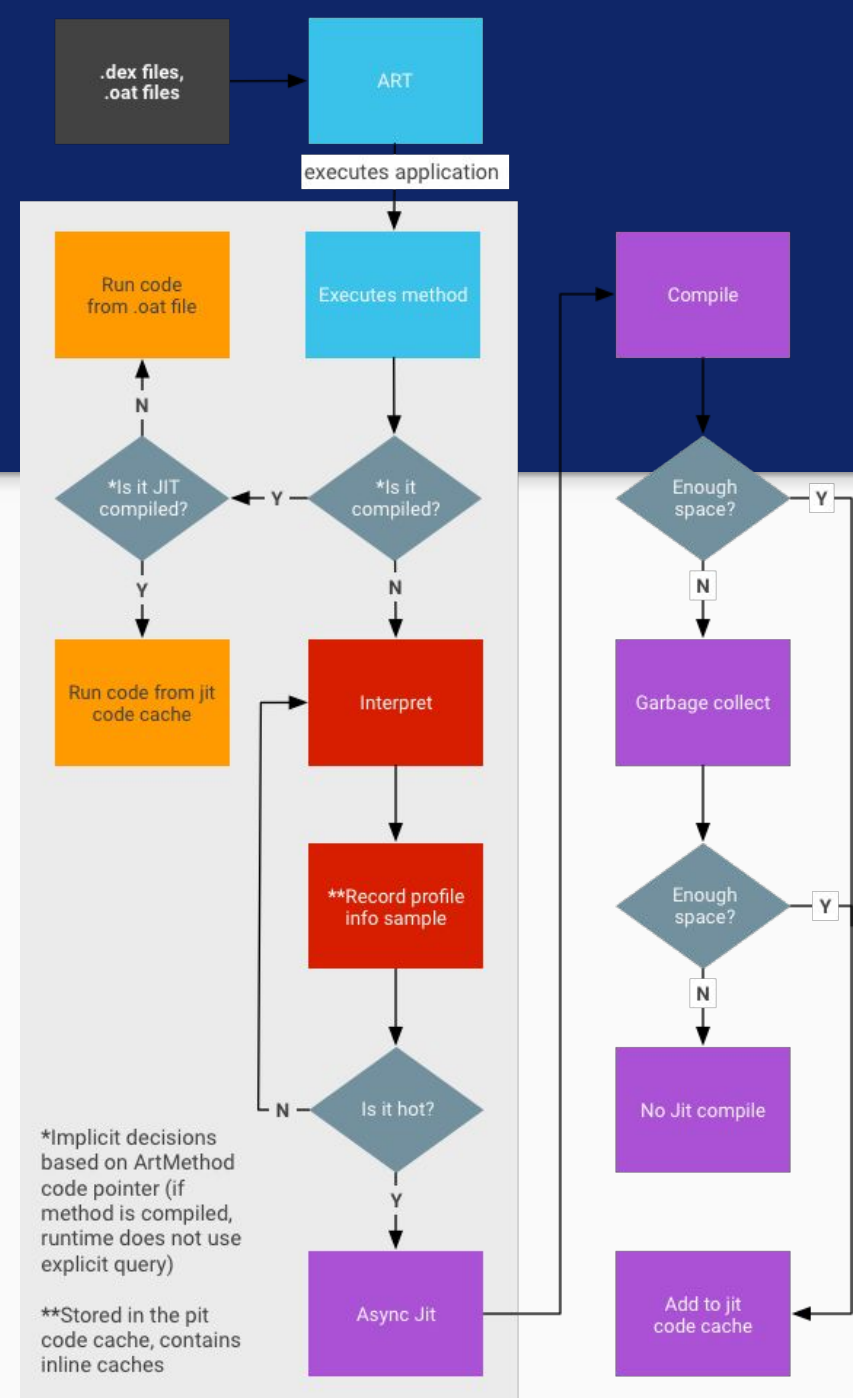 .dex files,
.oat files
ART
executes application
Run code
from .oat file
Executes method
Compile
N
*Is it JIT
compiled?
Y
*Is it
compiled?
Enough
space?
Y
Y
N
N
Run code from jit
code cache
Interpret
Garbage collect
**Record profile
info sample
Enough
space?
Y
N
N
Is it hot?
No Jit compile
Y
*Implicit decisions
based on ArtMethod
code pointer (if
method is compiled,
runtime does not use
explicit query)
**Stored in the pit
code cache, contains
inline caches
Async Jit
Add to jit
code cache